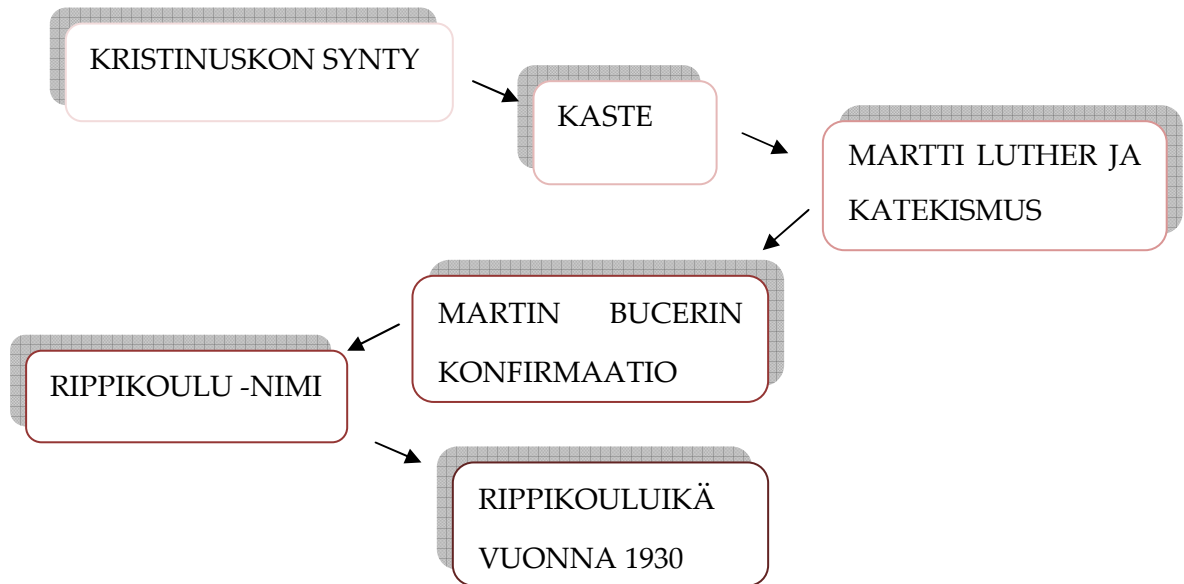 KRISTINUSKON SYNTY
KASTE
MARTTI LUTHER JA
KATEKISMUS
MARTIN BUCERIN
KONFIRMAATIO
RIPPIKOULU -NIMI
RIPPIKOULUIKÄ
VUONNA 1930